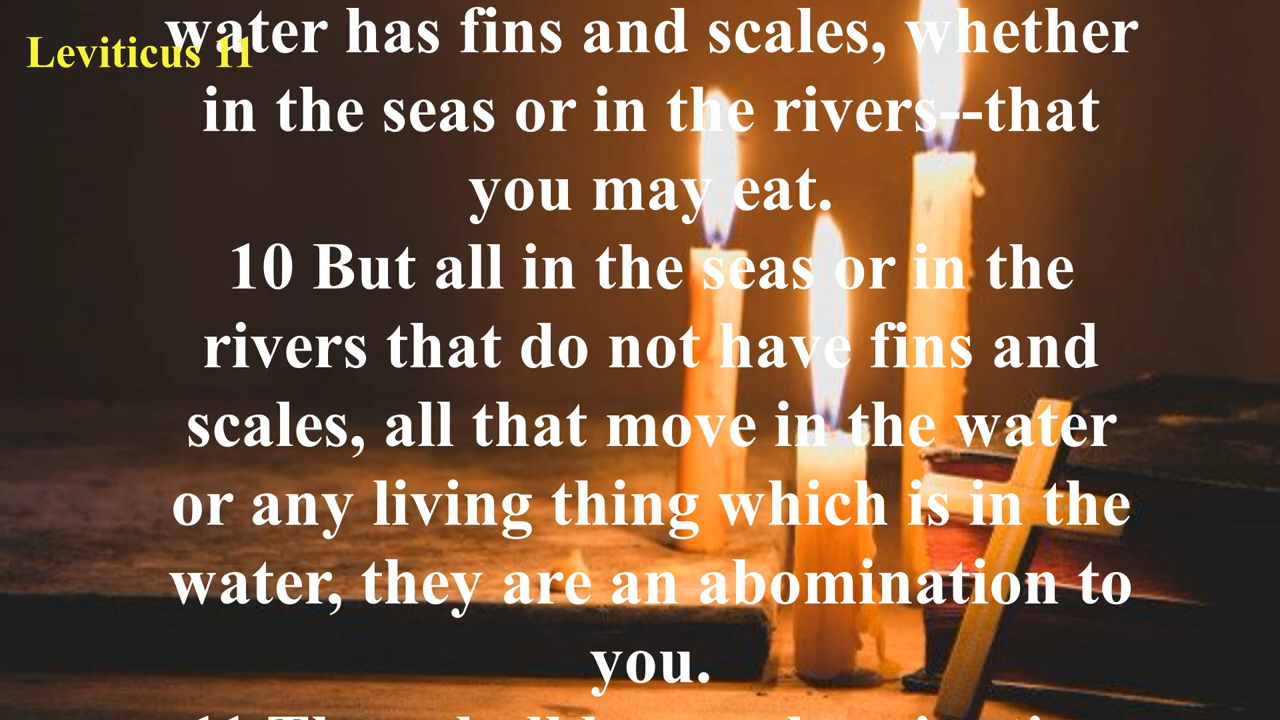 Leviticus 11
water has fins and scales, whether
in the seas or in the rivers--that
you may eat.
10 But all in the seas or in the
rivers that do not have fins and
scales, all that move in the water
or any living thing which is in the
water, they are an abomination to
you.